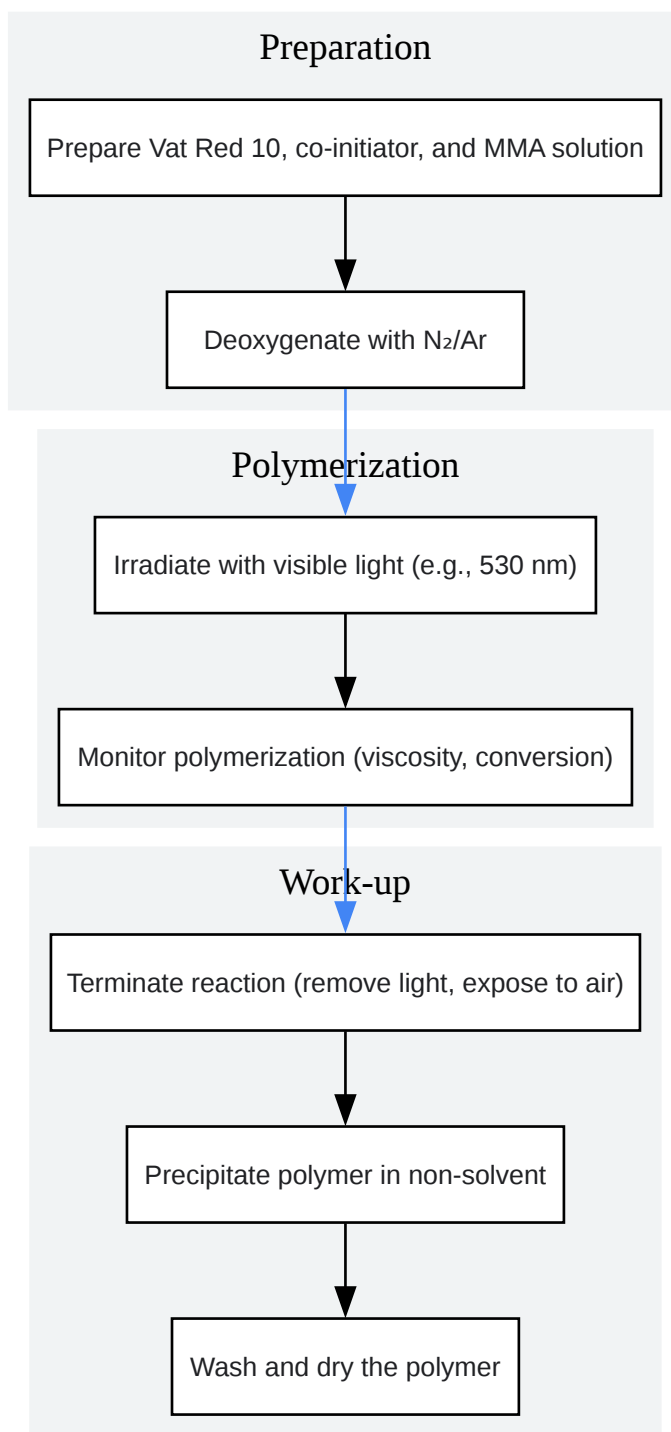 Preparation
Prepare Vat Red 10, co-initiator, and MMA solution
Deoxygenate with N₂/Ar
Polymerization
Irradiate with visible light (e.g., 530 nm)
Monitor polymerization (viscosity, conversion)
Work-up
Terminate reaction (remove light, expose to air)
Precipitate polymer in non-solvent
Wash and dry the polymer